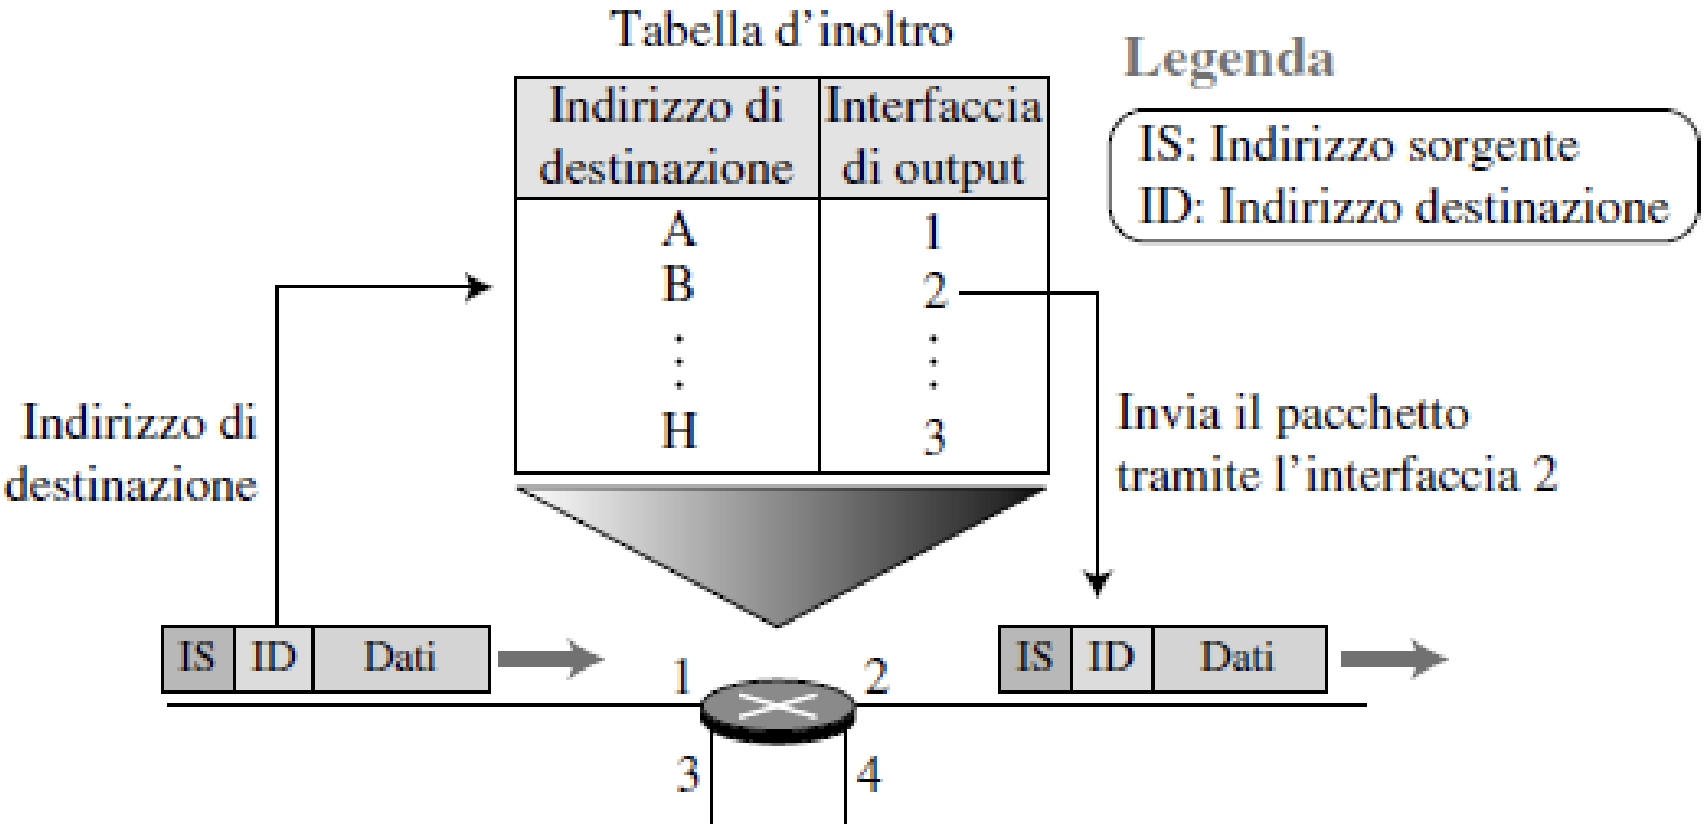 Tabella d'inoltro
Legenda
IS: Indirizzo sorgente
ID: Indirizzo destinazione
Indirizzo di
destinazione
Interfaccia
di output
A 1
B 2
H 3
Indirizzo di
destinazione
Invia il pacchetto
tramite l'interfaccia 2
IS ID Dati
IS ID Dati
1 2
3 4